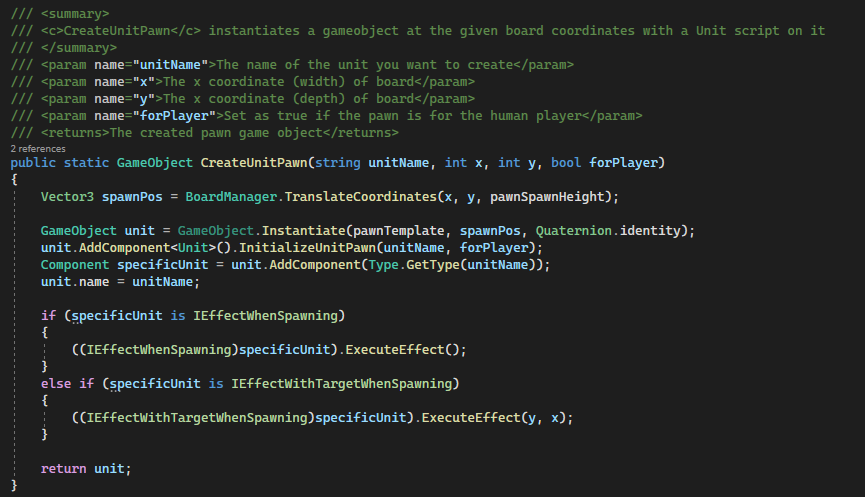 /// <summary>
/// <c>CreateUnitPawn</c> instantiates a gameobject at the given board coordinates with a Unit script on it
/// </summary>
/// <param name="unitName">The name of the unit you want to create</param>
/// <param name="x">The x coordinate (width) of board</param>
/// <param name="y">The x coordinate (depth) of board</param>
/// <param name="forPlayer">Set as true if the pawn is for the human player</param>
/// <returns>The created pawn game object</returns>
2 references
public static GameObject CreateUnitPawn(string unitName, int x, int y, bool forPlayer)
{
    Vector3 spawnPos = BoardManager.TranslateCoordinates(x, y, pawnSpawnHeight);

    GameObject unit = GameObject.Instantiate(pawnTemplate, spawnPos, Quaternion.identity);
    unit.AddComponent<Unit>().InitializeUnitPawn(unitName, forPlayer);
    Component specificUnit = unit.AddComponent(Type.GetType(unitName));
    unit.name = unitName;

    if (specificUnit is IEffectWhenSpawning)
    {
        ((IEffectWhenSpawning)specificUnit).ExecuteEffect();
    }
    else if (specificUnit is IEffectWithTargetWhenSpawning)
    {
        ((IEffectWithTargetWhenSpawning)specificUnit).ExecuteEffect(y, x);
    }

    return unit;
}